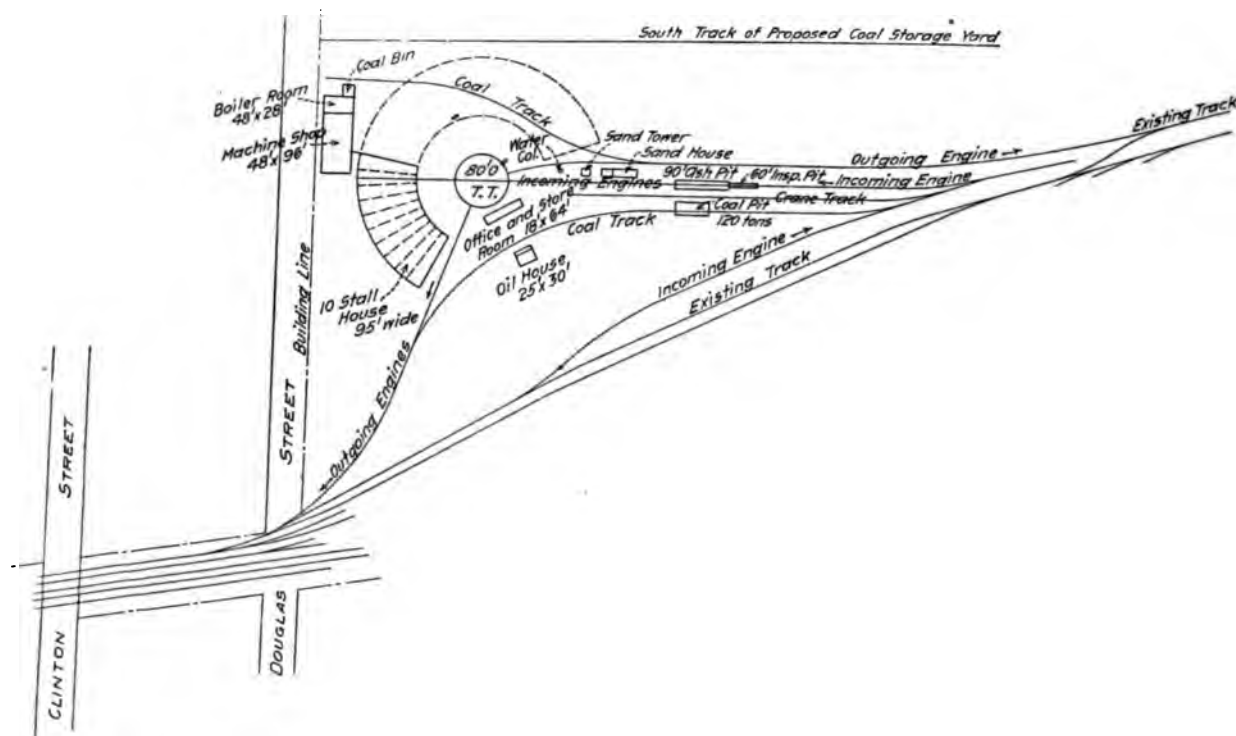 South Track of Proposed Coal Storage Yard
Coal Bin
Boiler Room
48'x28'
Machine Shop
48'x96'
Coal Track
Water
Col.
Sand Tower
Sand House
Outgoing Engine
Existing Track
80'0
T.T.
Incoming Engines
90'Ash Pit
60'Insp.Pit
Incoming Engine
Crane Track
Office and Store
Room 18'x64'
Coal Pit
120 tons
Coal Track
Oil House
25'x30'
10 Stall
House
95'wide
Incoming Engine
Existing Track
Outgoing Engines
STREET
Building Line
STREET
CLINTON
DOUGLAS